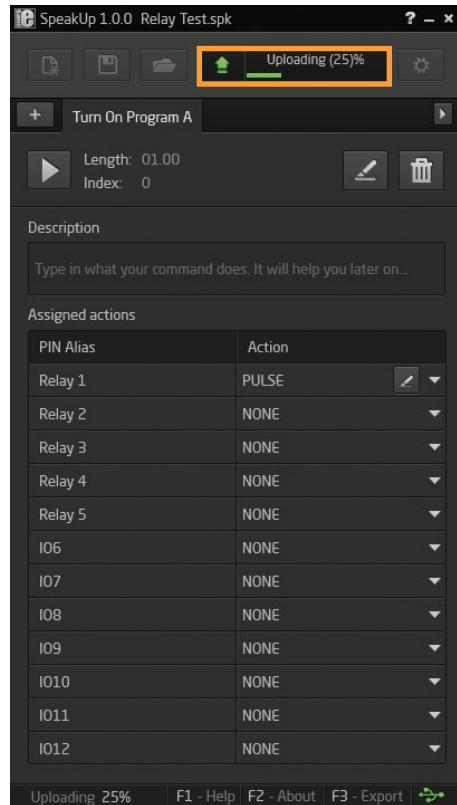 SpeakUp 1.0.0 Relay Test.spk ? – ×
Uploading (25)%
+ Turn On Program A
Length: 01.00
Index: 0
Description
Type in what your command does. It will help you later on...
Assigned actions
PIN Alias Action
Relay 1 PULSE
Relay 2 NONE
Relay 3 NONE
Relay 4 NONE
Relay 5 NONE
IO6 NONE
IO7 NONE
IO8 NONE
IO9 NONE
IO10 NONE
IO11 NONE
IO12 NONE
Uploading 25% F1 - Help F2 - About F3 - Export